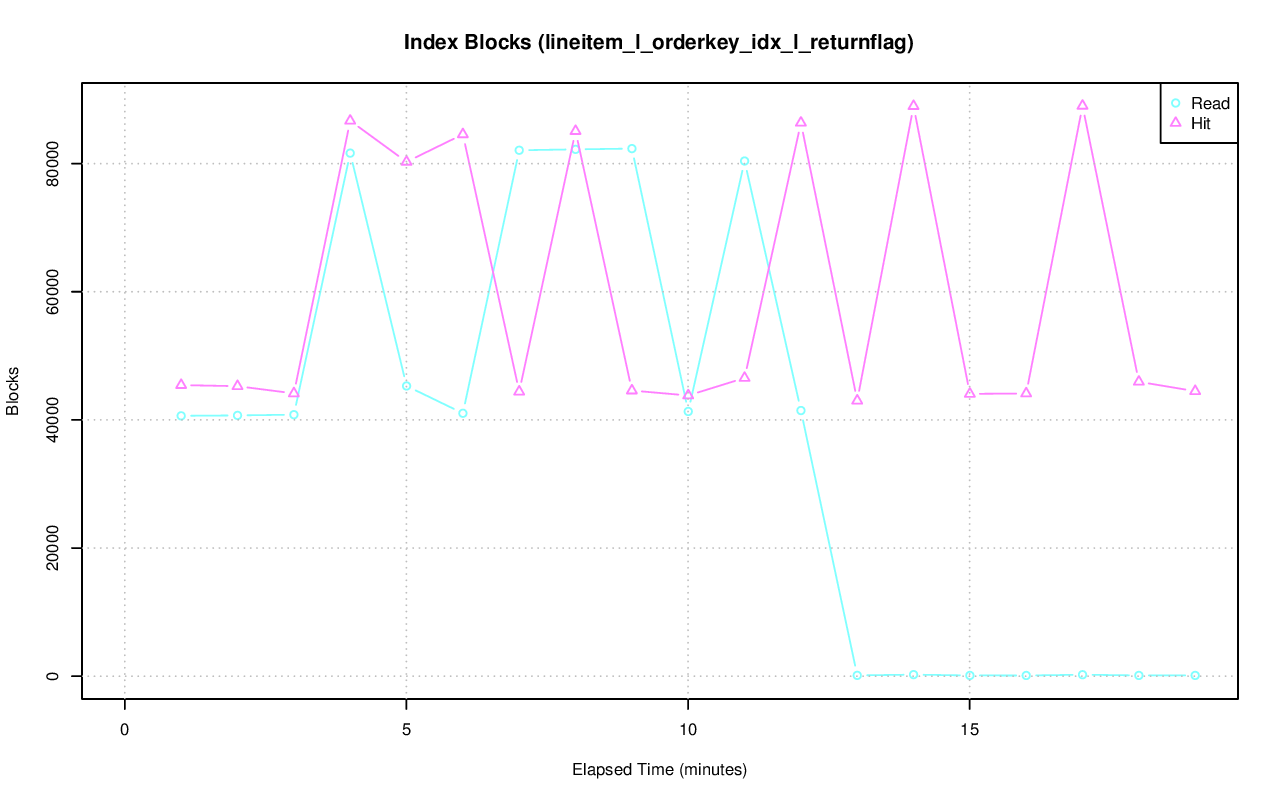 Index Blocks (lineitem_l_orderkey_idx_l_returnflag)
Read
Hit
Blocks
80000
60000
40000
20000
0
0 5 10 15
Elapsed Time (minutes)